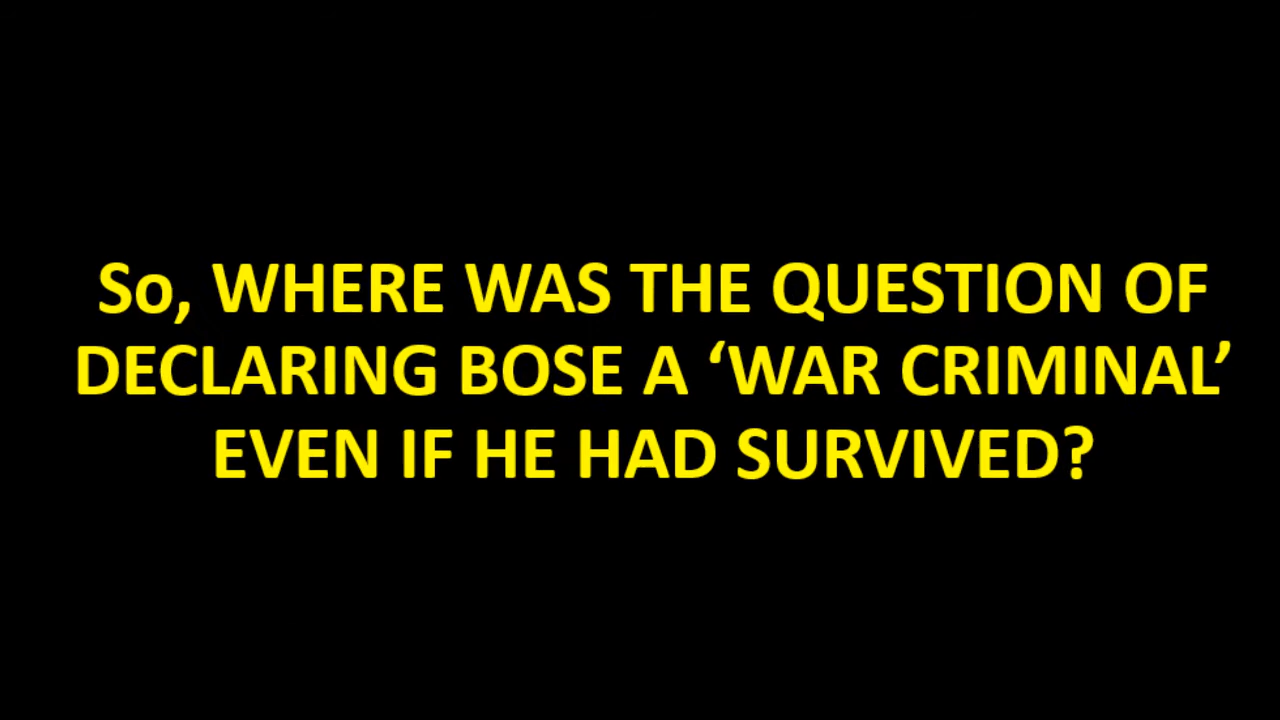 So, WHERE WAS THE QUESTION OF
DECLARING BOSE A ‘WAR CRIMINAL’
EVEN IF HE HAD SURVIVED?